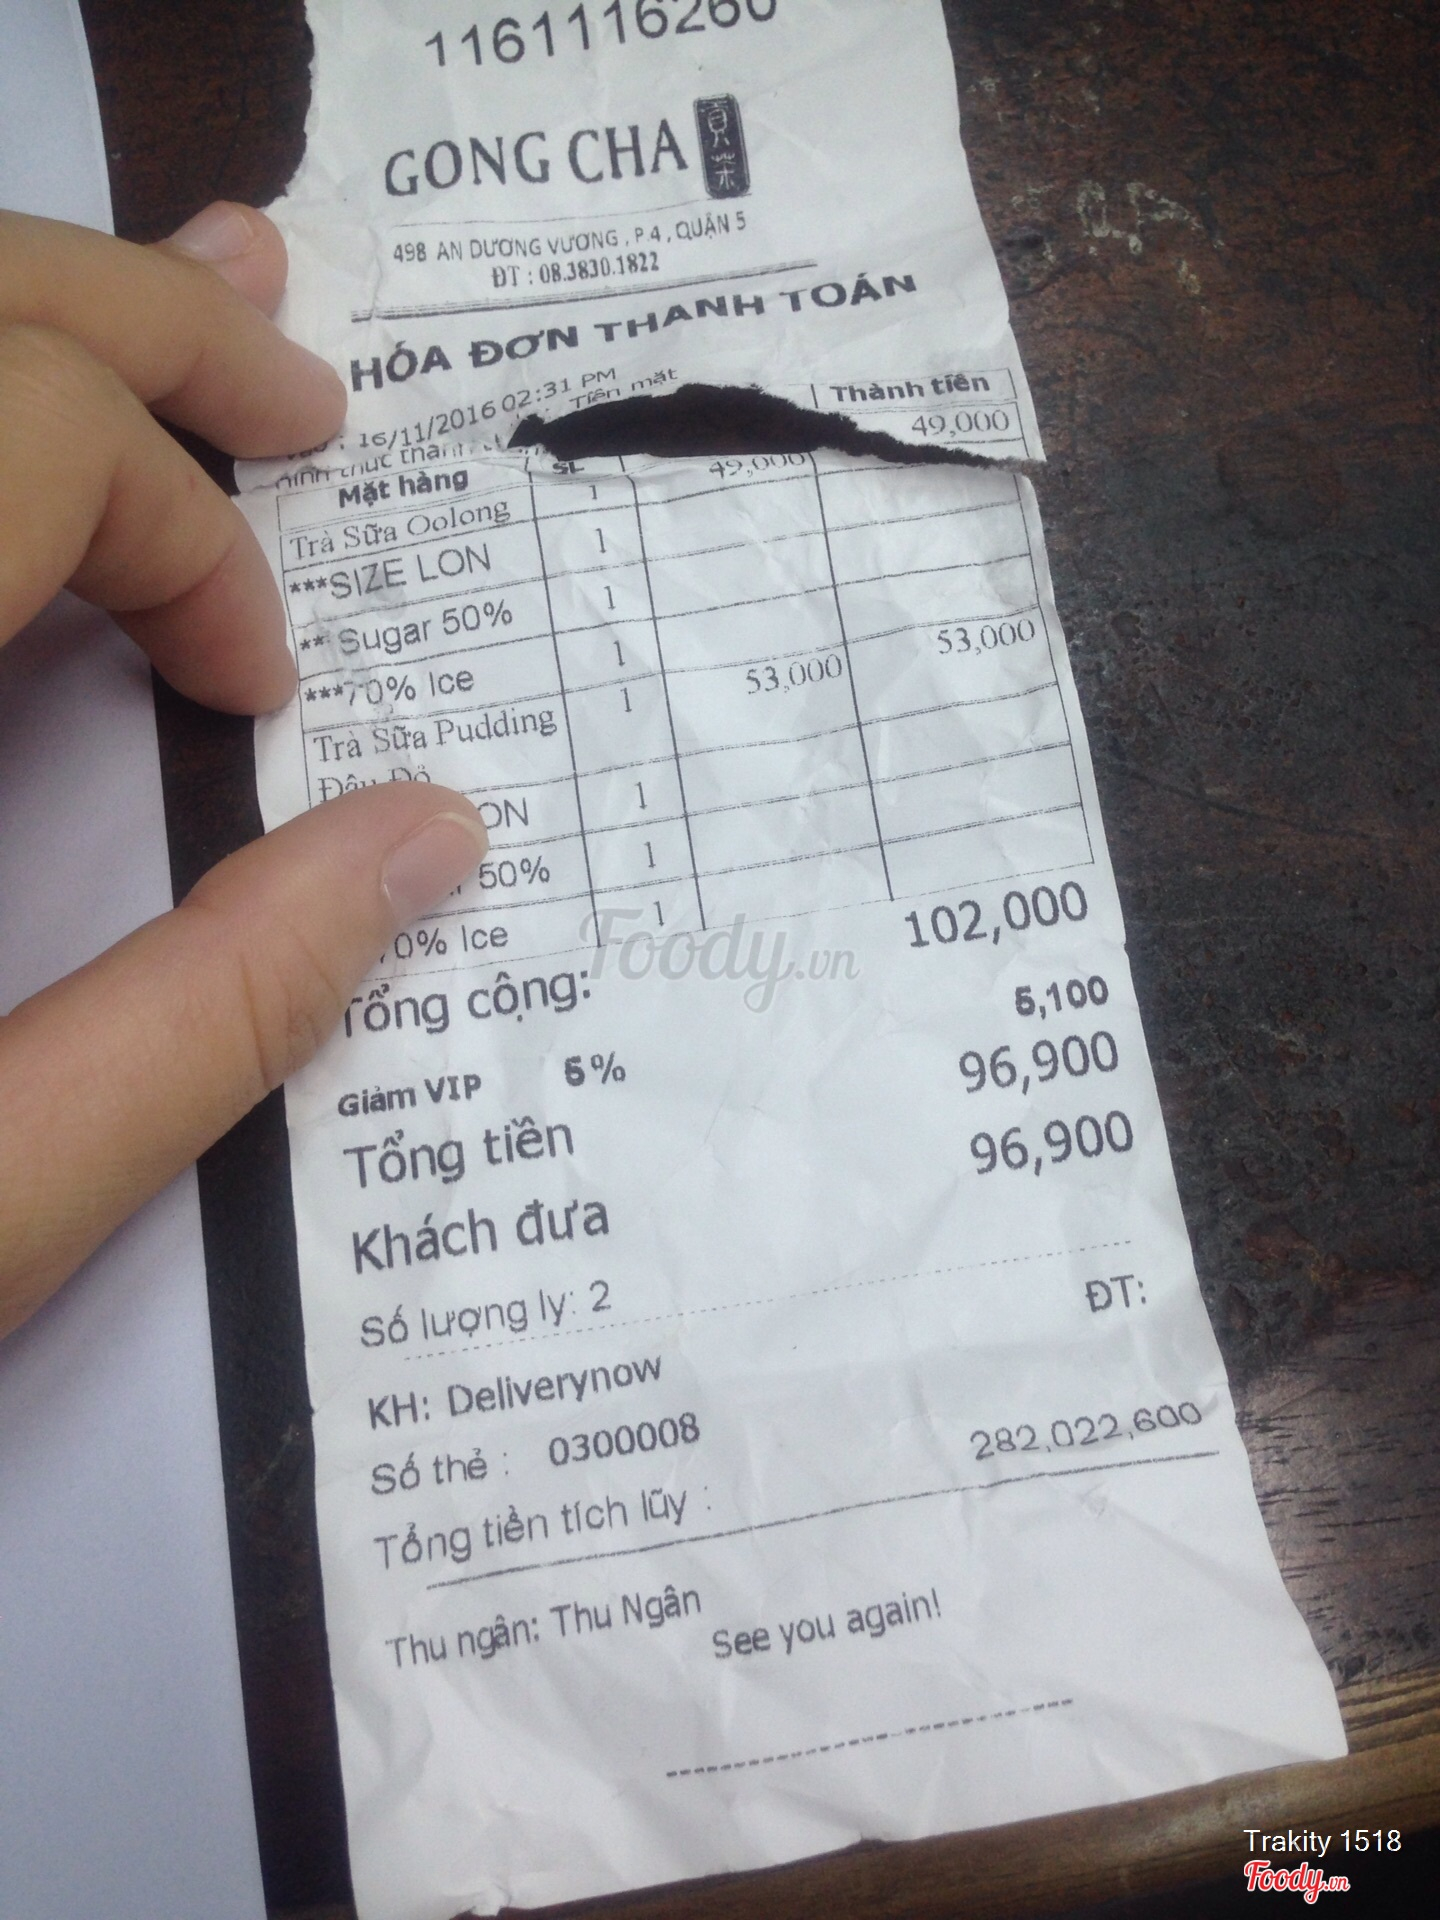 1161116260
GONG CHA 貢茶
498 AN DƯƠNG VƯƠNG , P.4 , QUẬN 5
ĐT : 08.3830.1822
HÓA ĐƠN THANH TOÁN
: 16/11/2016 02:31 PM
Tiền mặt
Mặt hàng SL Thành tiền
Trà Sữa Oolong 1 49,000 49,000
***SIZE LON 1
** Sugar 50% 1
***70% Ice 1
Trà Sữa Pudding 1 53,000 53,000
Đậu Đỏ
ON 1
50% 1
0% Ice 1
Tổng cộng: 102,000
Giảm VIP 5% 5,100
Tổng tiền 96,900
Khách đưa 96,900
Số lượng ly: 2
KH: Deliverynow ĐT:
Số thẻ : 0300008
Tổng tiền tích lũy : 282,022,600
Thu ngân: Thu Ngân
See you again!
Foody.vn
Trakity 1518
Foody.vn